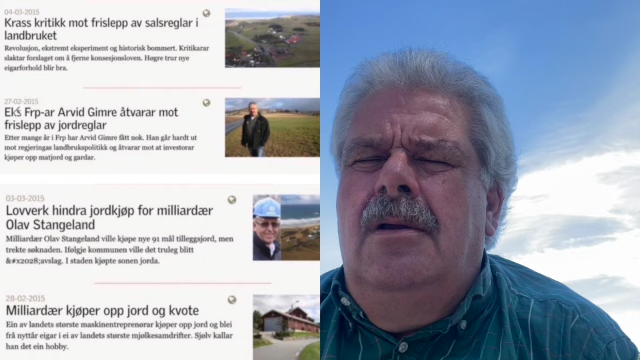 04-03-2015
Krass kritikk mot frislepp av salsreglar i
landbruket
Revolusjon, ekstremt eksperiment og historisk bommert. Kritikarar
slaktar forslaget om å fjerne konsesjonsloven. Høgre trur nye
eigarforhold blir bra.
27-02-2015
Eks Frp-ar Arvid Gimre åtvarar mot
frislepp av jordreglar
Etter mange år i Frp har Arvid Gimre fått nok. Han går hardt ut
mot regjeringas landbrukspolitikk og åtvarar mot at investorar
kjøper opp matjord og gardar.
03-03-2015
Lovverk hindra jordkjøp for milliardær
Olav Stangeland
Milliardær Olav Stangeland ville kjøpe nye 91 mål tilleggsjord, men
trekte søknaden. Ifølgje kommunen ville det truleg blitt
&#x2028;avslag. I staden kjøpte sonen jorda.
28-02-2015
Milliardær kjøper opp jord og kvote
Ein av landets største maskinentreprenørar kjøper opp jord og blei
frå nyttår eigar i ei av landets største mjølkesamdrifter. Sjølv kallar
han det ein hobby.